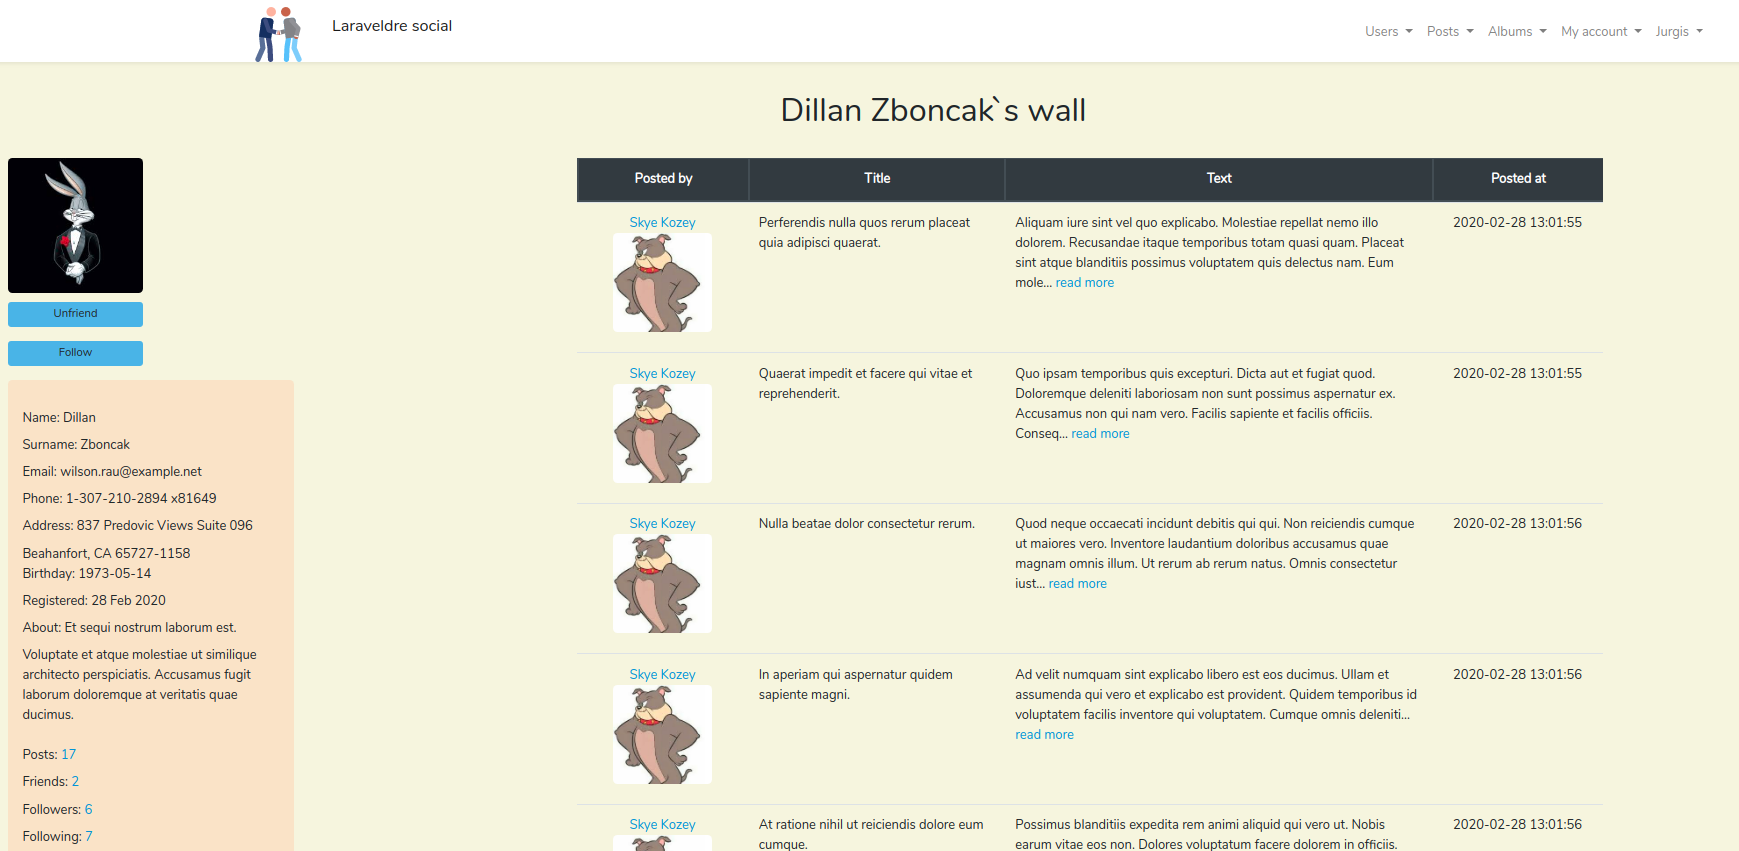 Laraveldre social
Users
Posts
Albums
My account
Jurgis
Dillan Zboncak`s wall
Unfriend
Follow
Name: Dillan
Surname: Zboncak
Email: wilson.rau@example.net
Phone: 1-307-210-2894 x81649
Address: 837 Predovic Views Suite 096
Beahanfort, CA 65727-1158
Birthday: 1973-05-14
Registered: 28 Feb 2020
About: Et sequi nostrum laborum est.
Voluptate et atque molestiae ut similique
architecto perspiciatis. Accusamus fugit
laborum doloremque at veritatis quae
ducimus.
Posts: 17
Friends: 2
Followers: 6
Following: 7
Posted by
Title
Text
Posted at
Skye Kozey
Perferendis nulla quos rerum placeat
quia adipisci quaerat.
Aliquam iure sint vel quo explicabo. Molestiae repellat nemo illo
dolorem. Recusandae itaque temporibus totam quasi quam. Placeat
sint atque blanditiis possimus voluptatem quis delectus nam. Eum
mole... read more
2020-02-28 13:01:55
Skye Kozey
Quaerat impedit et facere qui vitae et
reprehenderit.
Quo ipsam temporibus quis excepturi. Dicta aut et fugiat quod.
Doloremque deleniti laboriosam non sunt possimus aspernatur ex.
Accusamus non qui nam vero. Facilis sapiente et facilis officiis.
Conseq... read more
2020-02-28 13:01:55
Skye Kozey
Nulla beatae dolor consectetur rerum.
Quod neque occaecati incidunt debitis qui qui. Non reiciendis cumque
ut maiores vero. Inventore laudantium doloribus accusamus quae
magnam omnis illum. Ut rerum ab rerum natus. Omnis consectetur
iust... read more
2020-02-28 13:01:56
Skye Kozey
In aperiam qui aspernatur quidem
sapiente magni.
Ad velit numquam sint explicabo libero est eos ducimus. Ullam et
assumenda qui vero et explicabo est provident. Quidem temporibus id
voluptatem facilis inventore qui voluptatem. Cumque omnis deleniti...
read more
2020-02-28 13:01:56
Skye Kozey
At ratione nihil ut reiciendis dolore eum
cumque.
Possimus blanditiis expedita rem animi aliquid qui vero ut. Nobis
earum vitae eos non. Dolores voluptatum facere dolorem in officiis.
2020-02-28 13:01:56